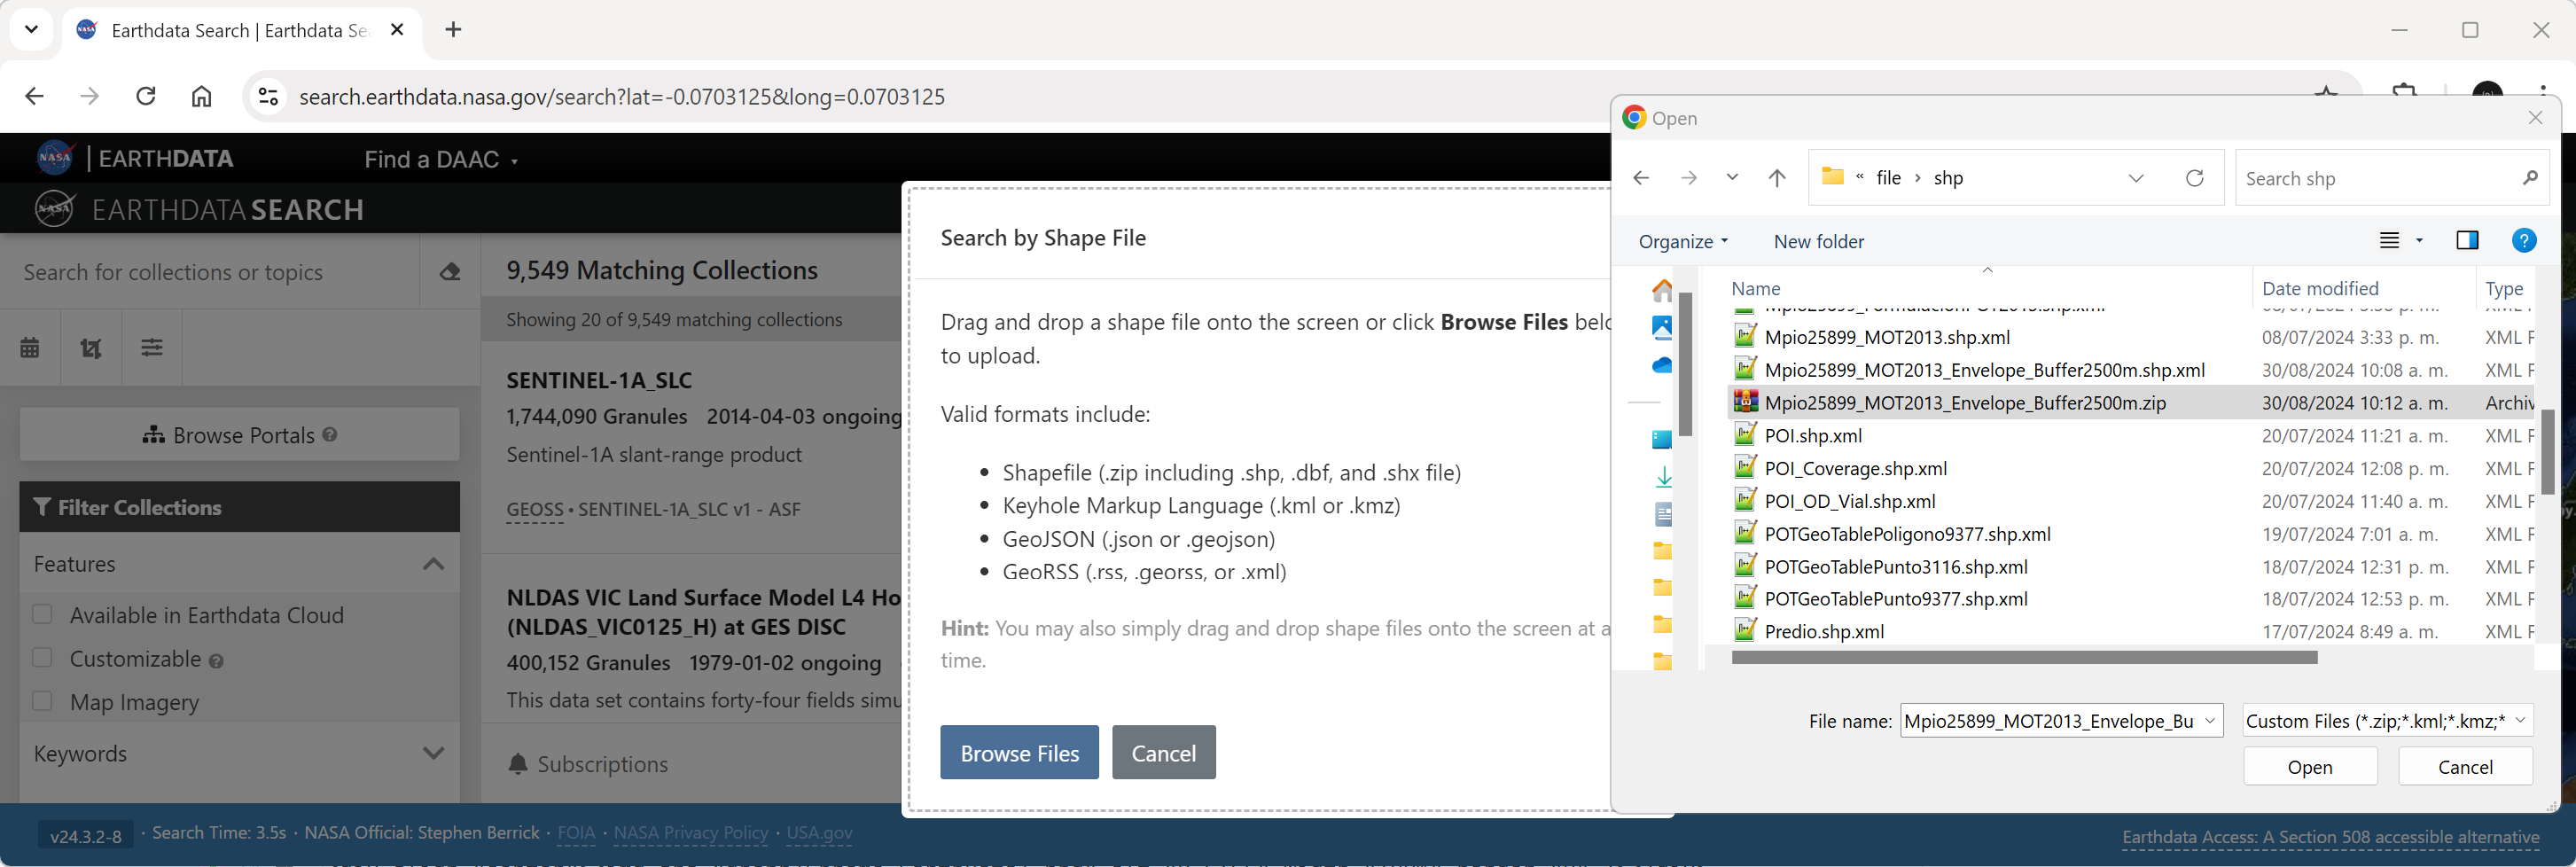 Earthdata Search | Earthdata Se
search.earthdata.nasa.gov/search?lat=-0.0703125&long=0.0703125
NASA | EARTHDATA
Find a DAAC
NASA EARTHDATA SEARCH
Search for collections or topics
Browse Portals
Filter Collections
Features
Available in Earthdata Cloud
Customizable
Map Imagery
Keywords
9,549 Matching Collections
Showing 20 of 9,549 matching collections
SENTINEL-1A_SLC
1,744,090 Granules 2014-04-03 ongoing
Sentinel-1A slant-range product
GEOSS • SENTINEL-1A_SLC v1 - ASF
NLDAS VIC Land Surface Model L4 Ho
(NLDAS_VIC0125_H) at GES DISC
400,152 Granules 1979-01-02 ongoing
This data set contains forty-four fields simu
Subscriptions
Search by Shape File
Drag and drop a shape file onto the screen or click Browse Files belo
to upload.
Valid formats include:
• Shapefile (.zip including .shp, .dbf, and .shx file)
• Keyhole Markup Language (.kml or .kmz)
• GeoJSON (.json or .geojson)
• GeoRSS (.rss, .georss, or .xml)
Hint: You may also simply drag and drop shape files onto the screen at a
time.
Browse Files
Cancel
Open
« file › shp
Search shp
Organize
New folder
Name Date modified Type
Mpio25899_MOT2013.shp.xml 08/07/2024 3:33 p. m. XML F
Mpio25899_MOT2013_Envelope_Buffer2500m.shp.xml 30/08/2024 10:08 a. m. XML F
Mpio25899_MOT2013_Envelope_Buffer2500m.zip 30/08/2024 10:12 a. m. Archiv
POI.shp.xml 20/07/2024 11:21 a. m. XML F
POI_Coverage.shp.xml 20/07/2024 12:08 p. m. XML F
POI_OD_Vial.shp.xml 20/07/2024 11:40 a. m. XML F
POTGeoTablePoligono9377.shp.xml 19/07/2024 7:01 a. m. XML F
POTGeoTablePunto3116.shp.xml 18/07/2024 12:31 p. m. XML F
POTGeoTablePunto9377.shp.xml 18/07/2024 12:53 p. m. XML F
Predio.shp.xml 17/07/2024 8:49 a. m. XML F
File name: Mpio25899_MOT2013_Envelope_Bu
Custom Files (*.zip;*.kml;*.kmz;*
Open
Cancel
v24.3.2-8 · Search Time: 3.5s · NASA Official: Stephen Berrick · FOIA · NASA Privacy Policy · USA.gov
Earthdata Access: A Section 508 accessible alternative